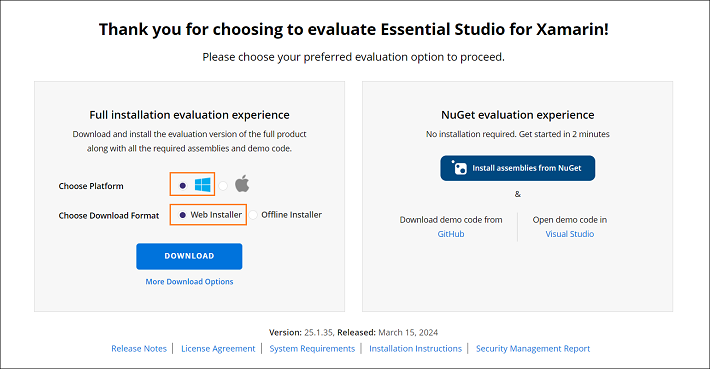 Thank you for choosing to evaluate Essential Studio for Xamarin!
Please choose your preferred evaluation option to proceed.
Full installation evaluation experience
Download and install the evaluation version of the full product
along with all the required assemblies and demo code.
Choose Platform
Choose Download Format Web Installer Offline Installer
DOWNLOAD
More Download Options
NuGet evaluation experience
No installation required. Get started in 2 minutes
Install assemblies from NuGet
&
Download demo code from
GitHub
Open demo code in
Visual Studio
Version: 25.1.35, Released: March 15, 2024
Release Notes | License Agreement | System Requirements | Installation Instructions | Security Management Report